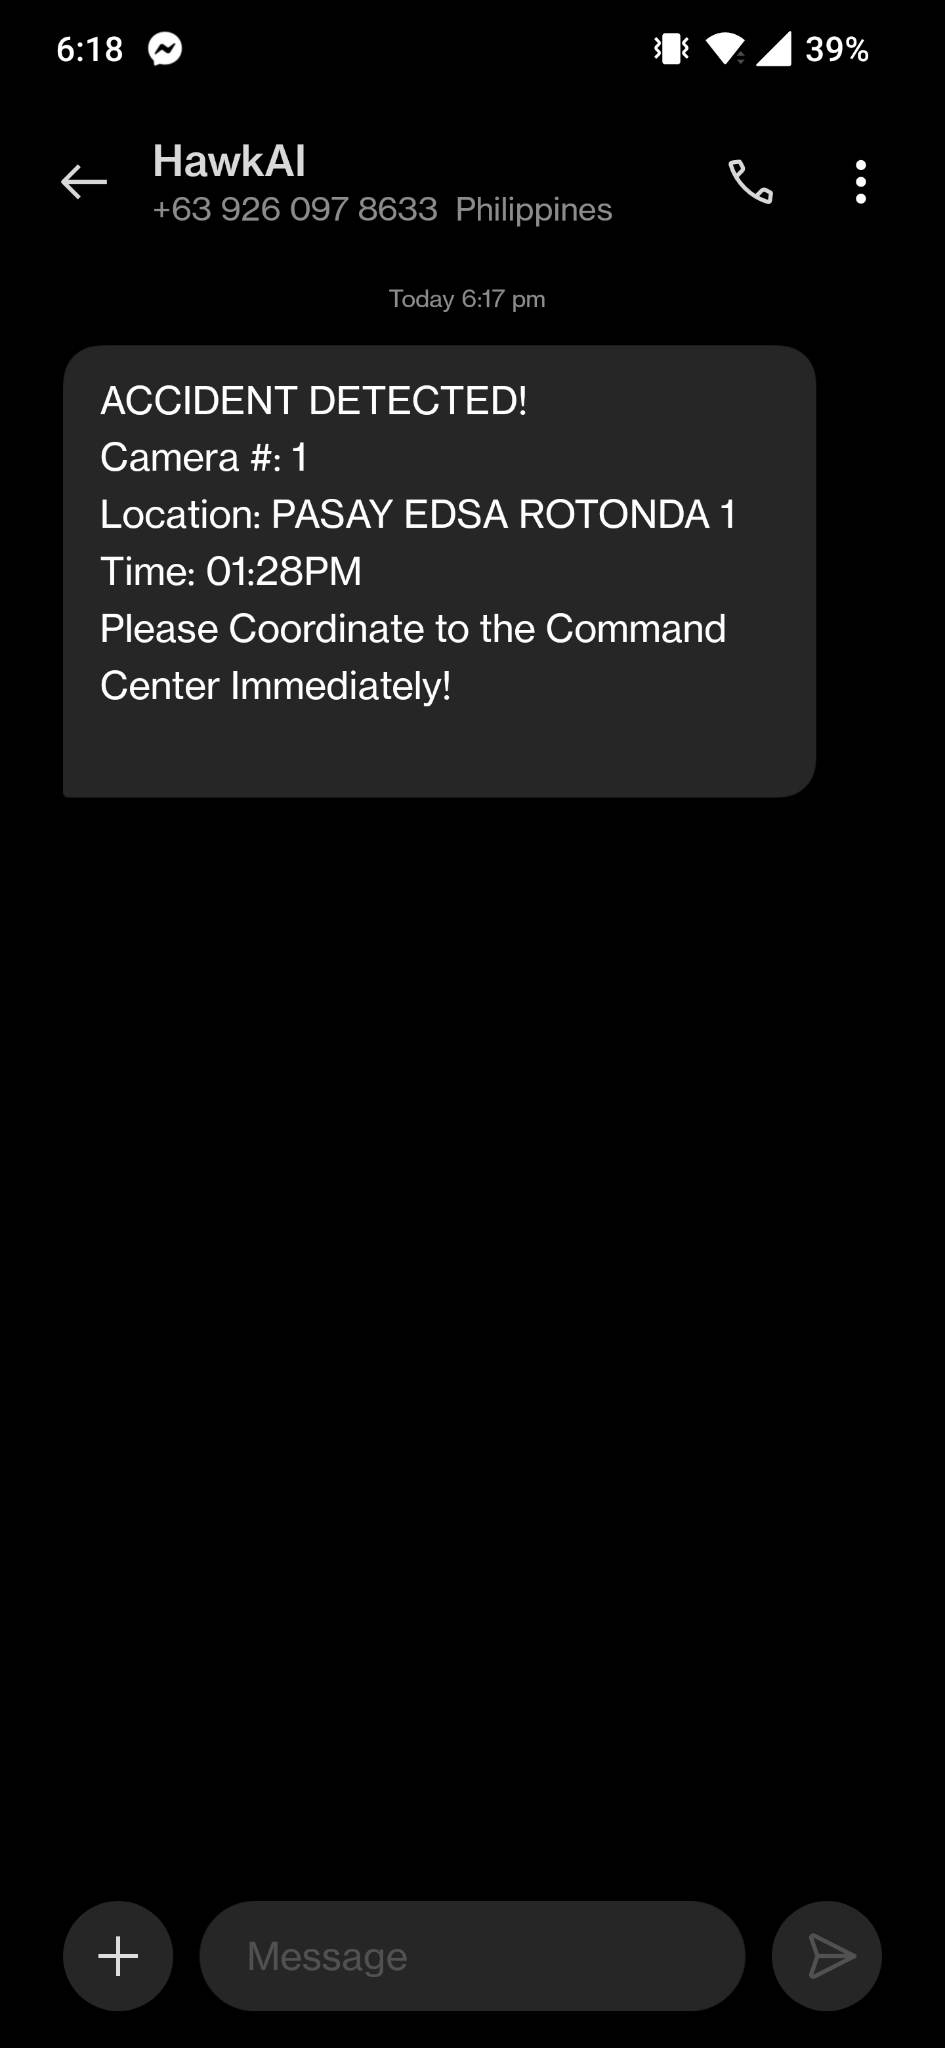 6:18
39%
HawkAI
+63 926 097 8633 Philippines
Today 6:17 pm
ACCIDENT DETECTED!
Camera #: 1
Location: PASAY EDSA ROTONDA 1
Time: 01:28PM
Please Coordinate to the Command
Center Immediately!
Message